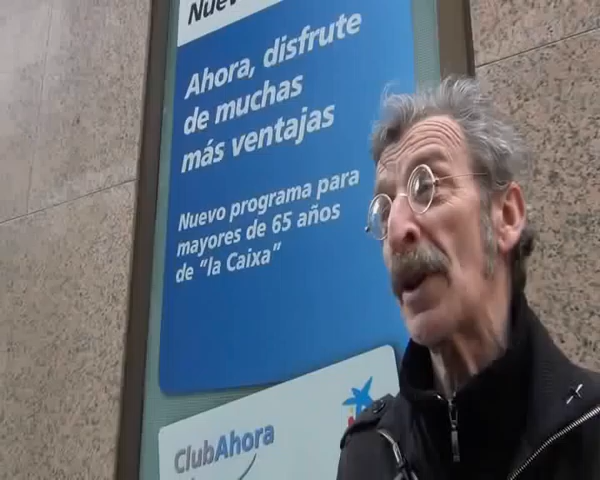 Ahora, disfrute
de muchas
más ventajas
Nuevo programa para
mayores de 65 años
de "la Caixa"
ClubAhora